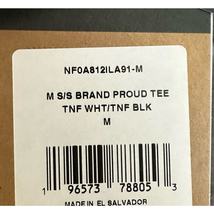 NF0A812ILA91-M
M S/S BRAND PROUD TEE
TNF WHT/TNF BLK
M
1 96573 78805 3
MADE IN EL SALVADOR